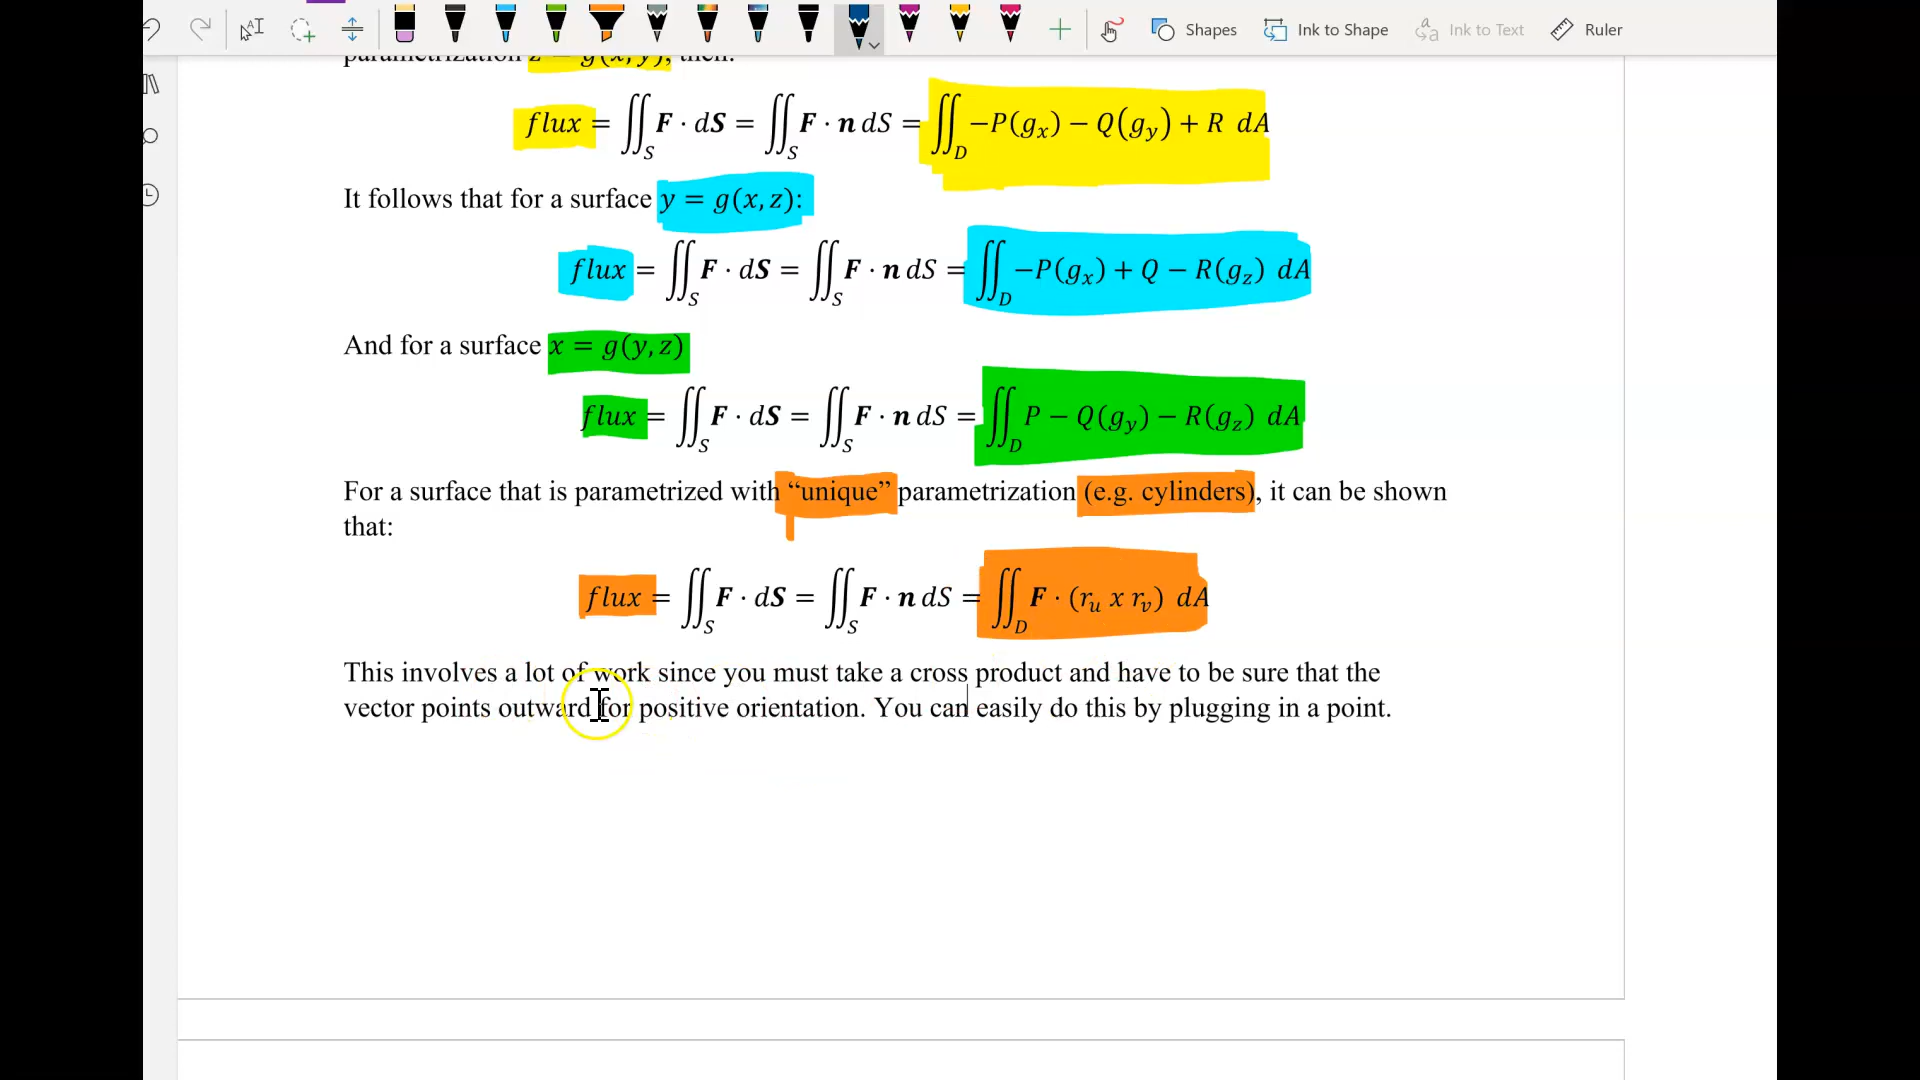 Shapes Ink to Shape Ink to Text Ruler
parametrization z = g(x, y), then:
flux = ∬_S F · dS = ∬_S F · n dS = ∬_D −P(g_x) − Q(g_y) + R dA
It follows that for a surface y = g(x, z):
flux = ∬_S F · dS = ∬_S F · n dS = ∬_D −P(g_x) + Q − R(g_z) dA
And for a surface x = g(y, z)
flux = ∬_S F · dS = ∬_S F · n dS = ∬_D P − Q(g_y) − R(g_z) dA
For a surface that is parametrized with “unique” parametrization (e.g. cylinders), it can be shown
that:
flux = ∬_S F · dS = ∬_S F · n dS = ∬_D F · (r_u x r_v) dA
This involves a lot of work since you must take a cross product and have to be sure that the
vector points outward for positive orientation. You can easily do this by plugging in a point.